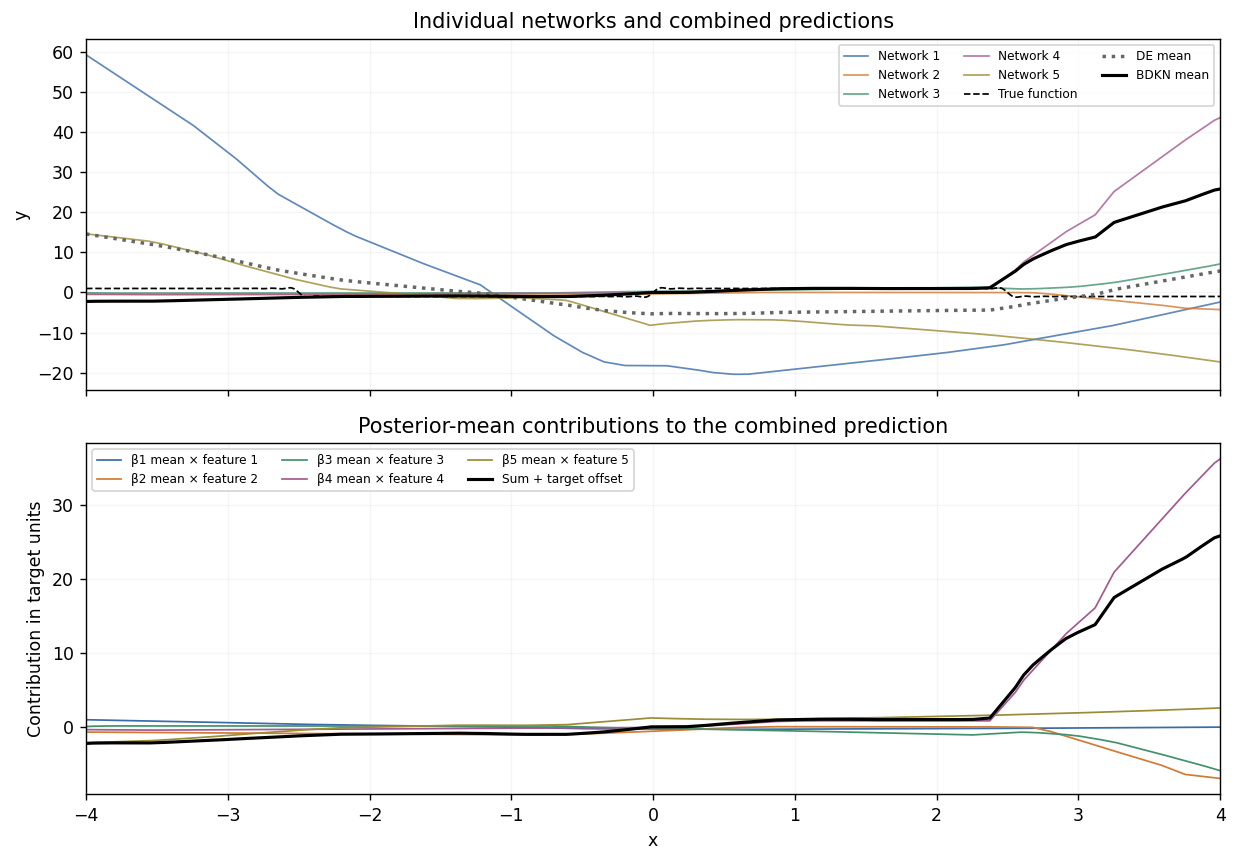 Individual networks and combined predictions
60
50
40
30
20
10
0
−10
−20
y
Network 1
Network 2
Network 3
Network 4
Network 5
True function
DE mean
BDKN mean
Posterior-mean contributions to the combined prediction
30
20
10
0
Contribution in target units
β1 mean × feature 1
β2 mean × feature 2
β3 mean × feature 3
β4 mean × feature 4
β5 mean × feature 5
Sum + target offset
−4
−3
−2
−1
0
1
2
3
4
x